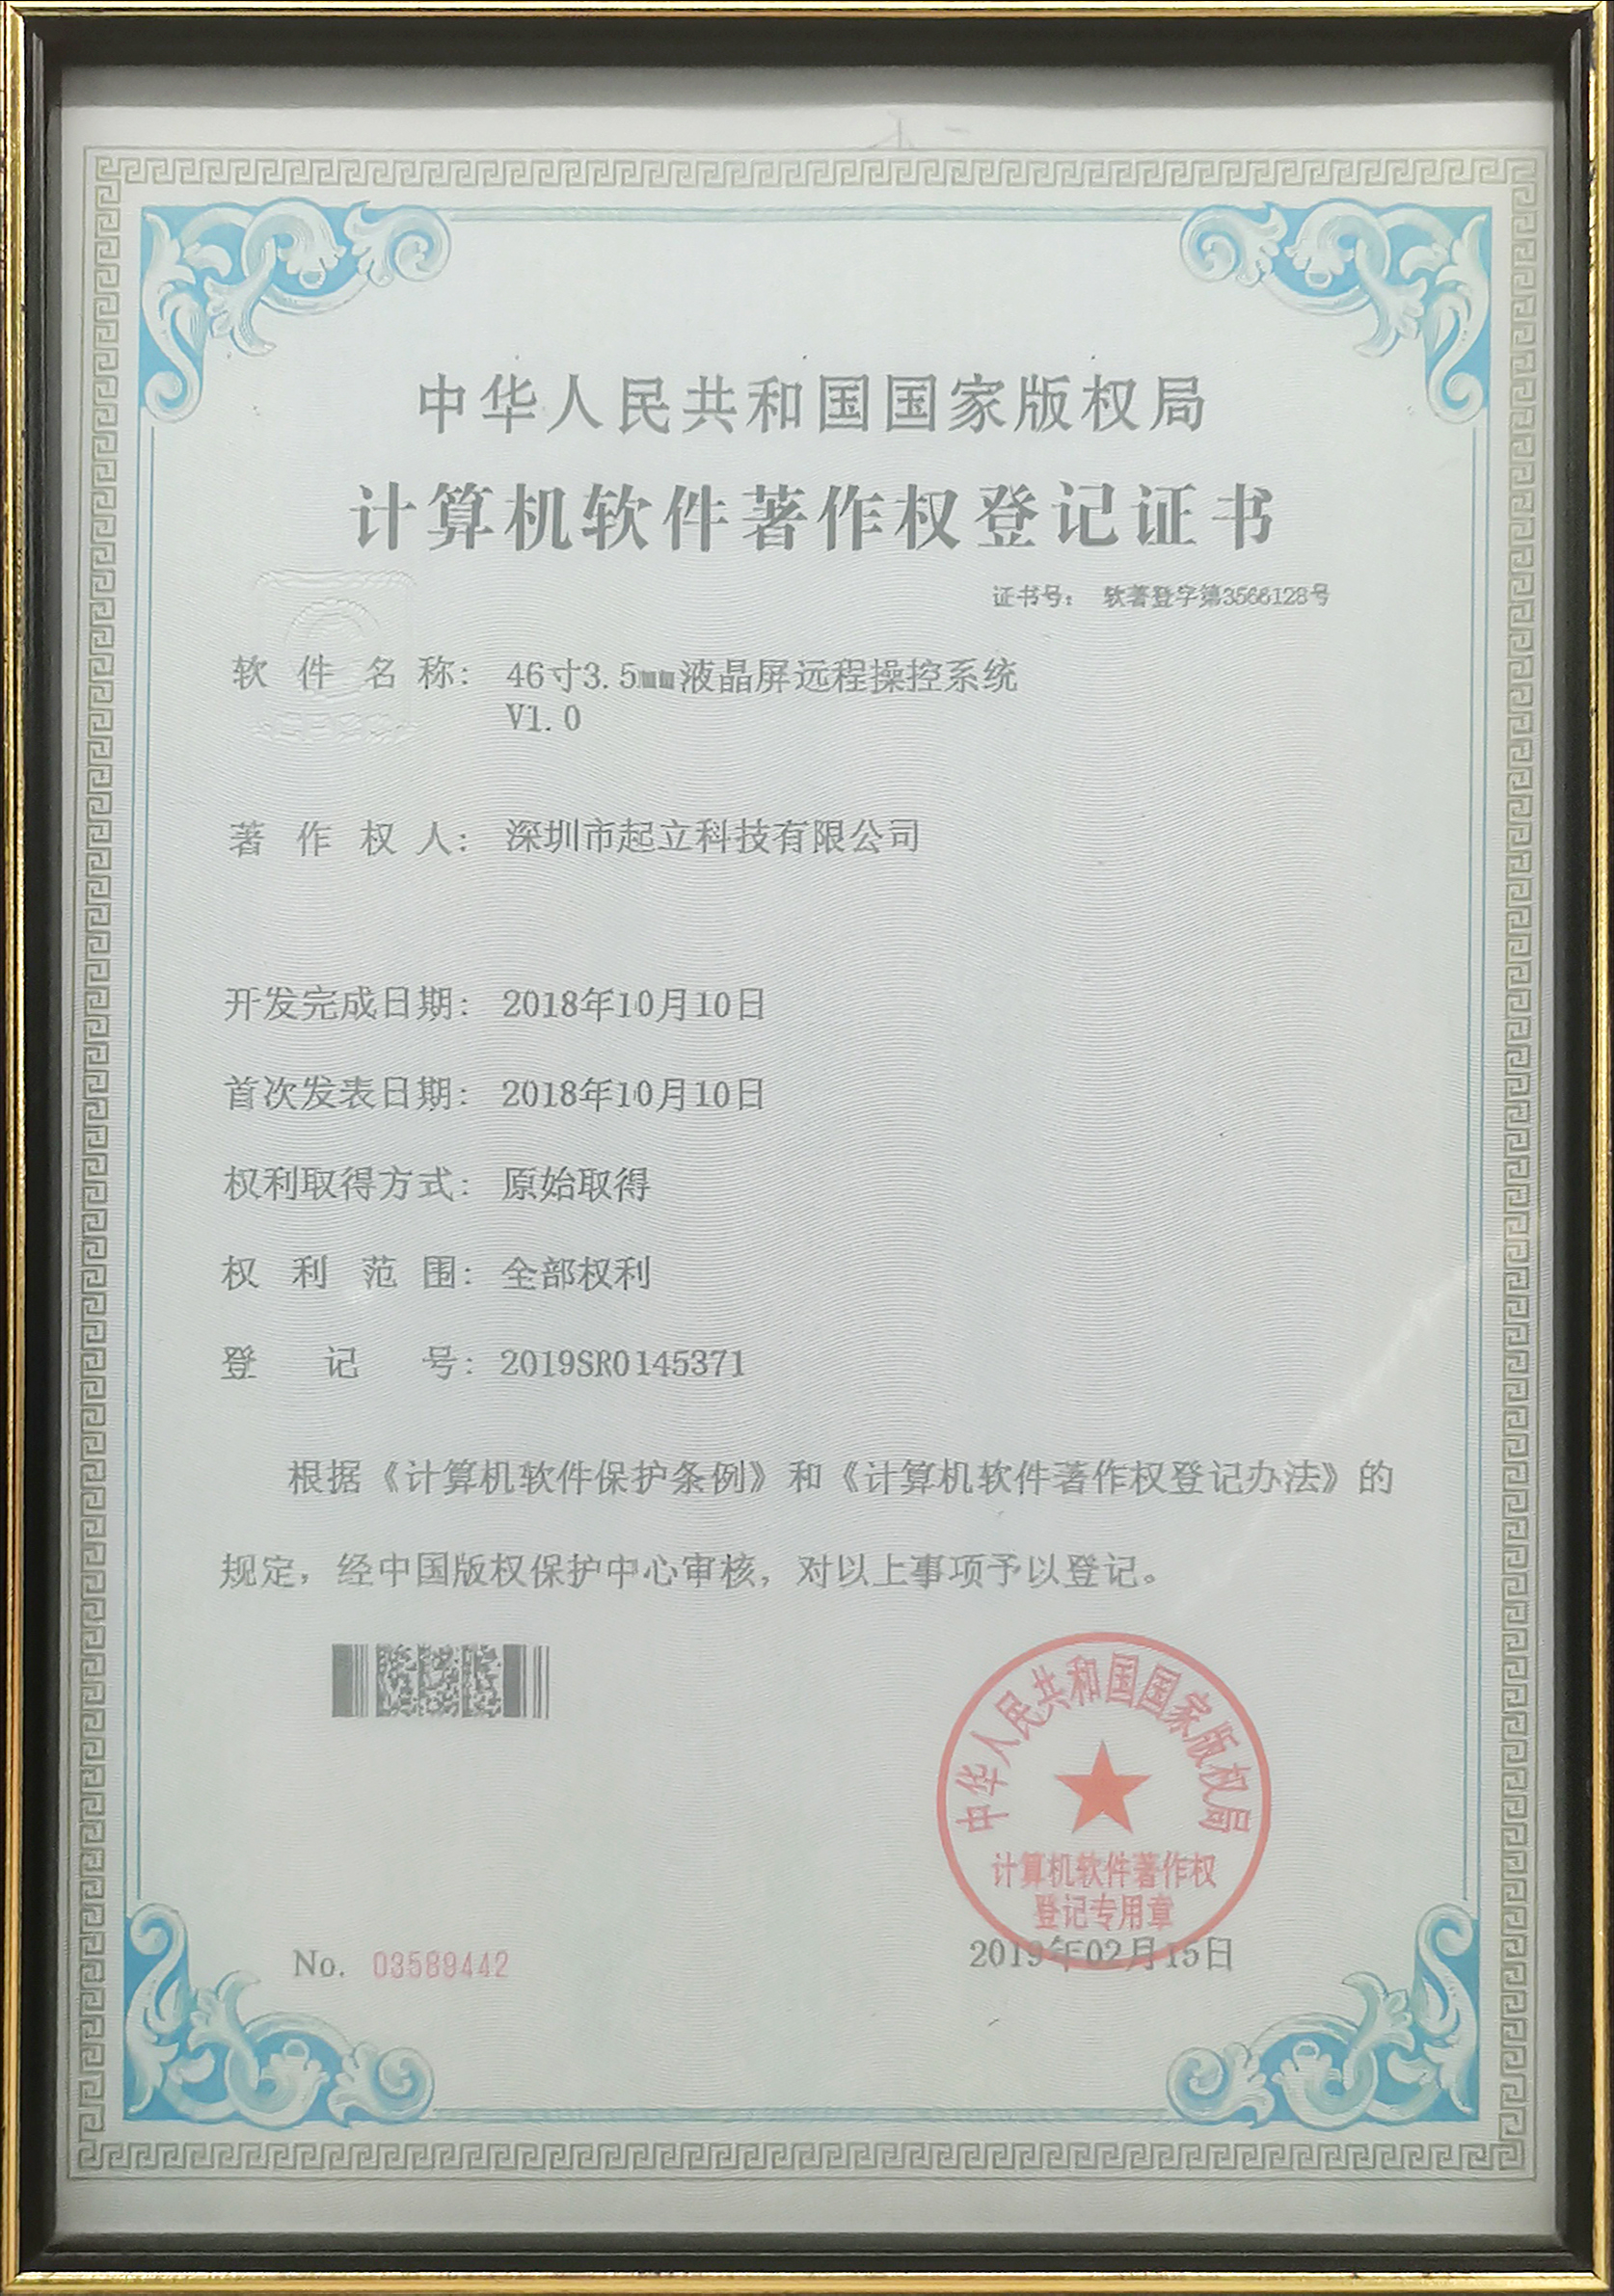 中华人民共和国国家版权局
计算机软件著作权登记证书
证书号： 软著登字第3566128号
软件名称： 46寸3.5mm液晶屏远程操控系统
V1.0
著作权人： 深圳市起立科技有限公司
开发完成日期： 2018年10月10日
首次发表日期： 2018年10月10日
权利取得方式： 原始取得
权利范围： 全部权利
登记号： 2019SR0145371
根据《计算机软件保护条例》和《计算机软件著作权登记办法》的
规定，经中国版权保护中心审核，对以上事项予以登记。
中华人民共和国国家版权局
计算机软件著作权
登记专用章
No. 03589442
2019年02月15日